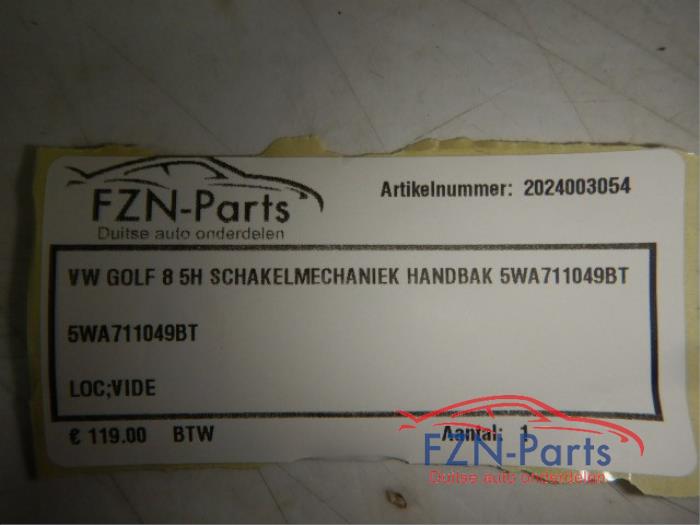 FZN-Parts
Duitse auto onderdelen
Artikelnummer: 2024003054
VW GOLF 8 5H SCHAKELMECHANIEK HANDBAK 5WA711049BT
5WA711049BT
LOC;VIDE
€ 119.00 BTW
Aantal: 1
FZN-Parts
Duitse auto onderdelen